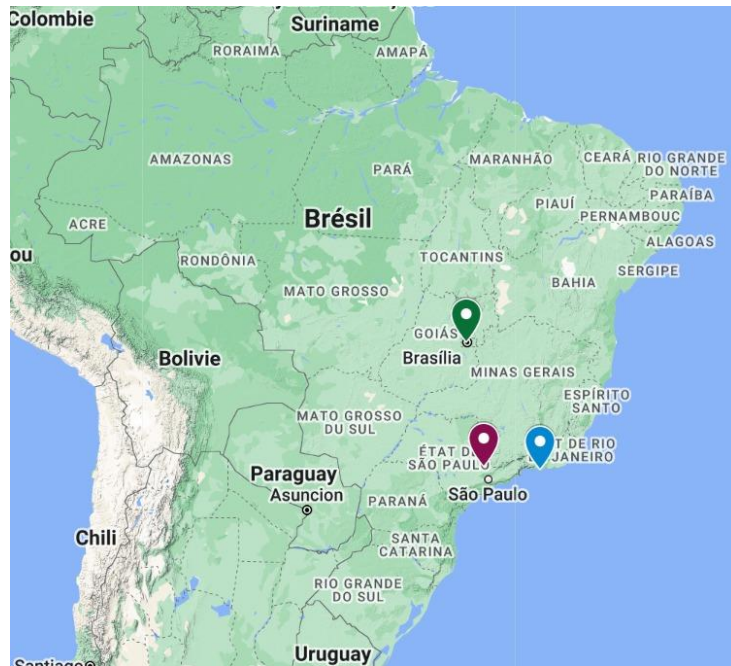 Colombie
Suriname
RORAIMA
AMAPÁ
AMAZONAS
PARÁ
MARANHÃO
CEARÁ
RIO GRANDE
DO NORTE
PARAÍBA
PIAUÍ
PERNAMBOUC
ALAGOAS
SERGIPE
ACRE
Brésil
ou
RONDÔNIA
TOCANTINS
BAHIA
MATO GROSSO
GOIÁS
Brasília
Bolivie
MINAS GERAIS
ESPÍRITO
SANTO
MATO GROSSO
DU SUL
ÉTAT DE
SÃO PAULO
T DE RIO
JANEIRO
São Paulo
Paraguay
Asuncion
PARANÁ
Chili
SANTA
CATARINA
RIO GRANDE
DO SUL
Uruguay
Santiago